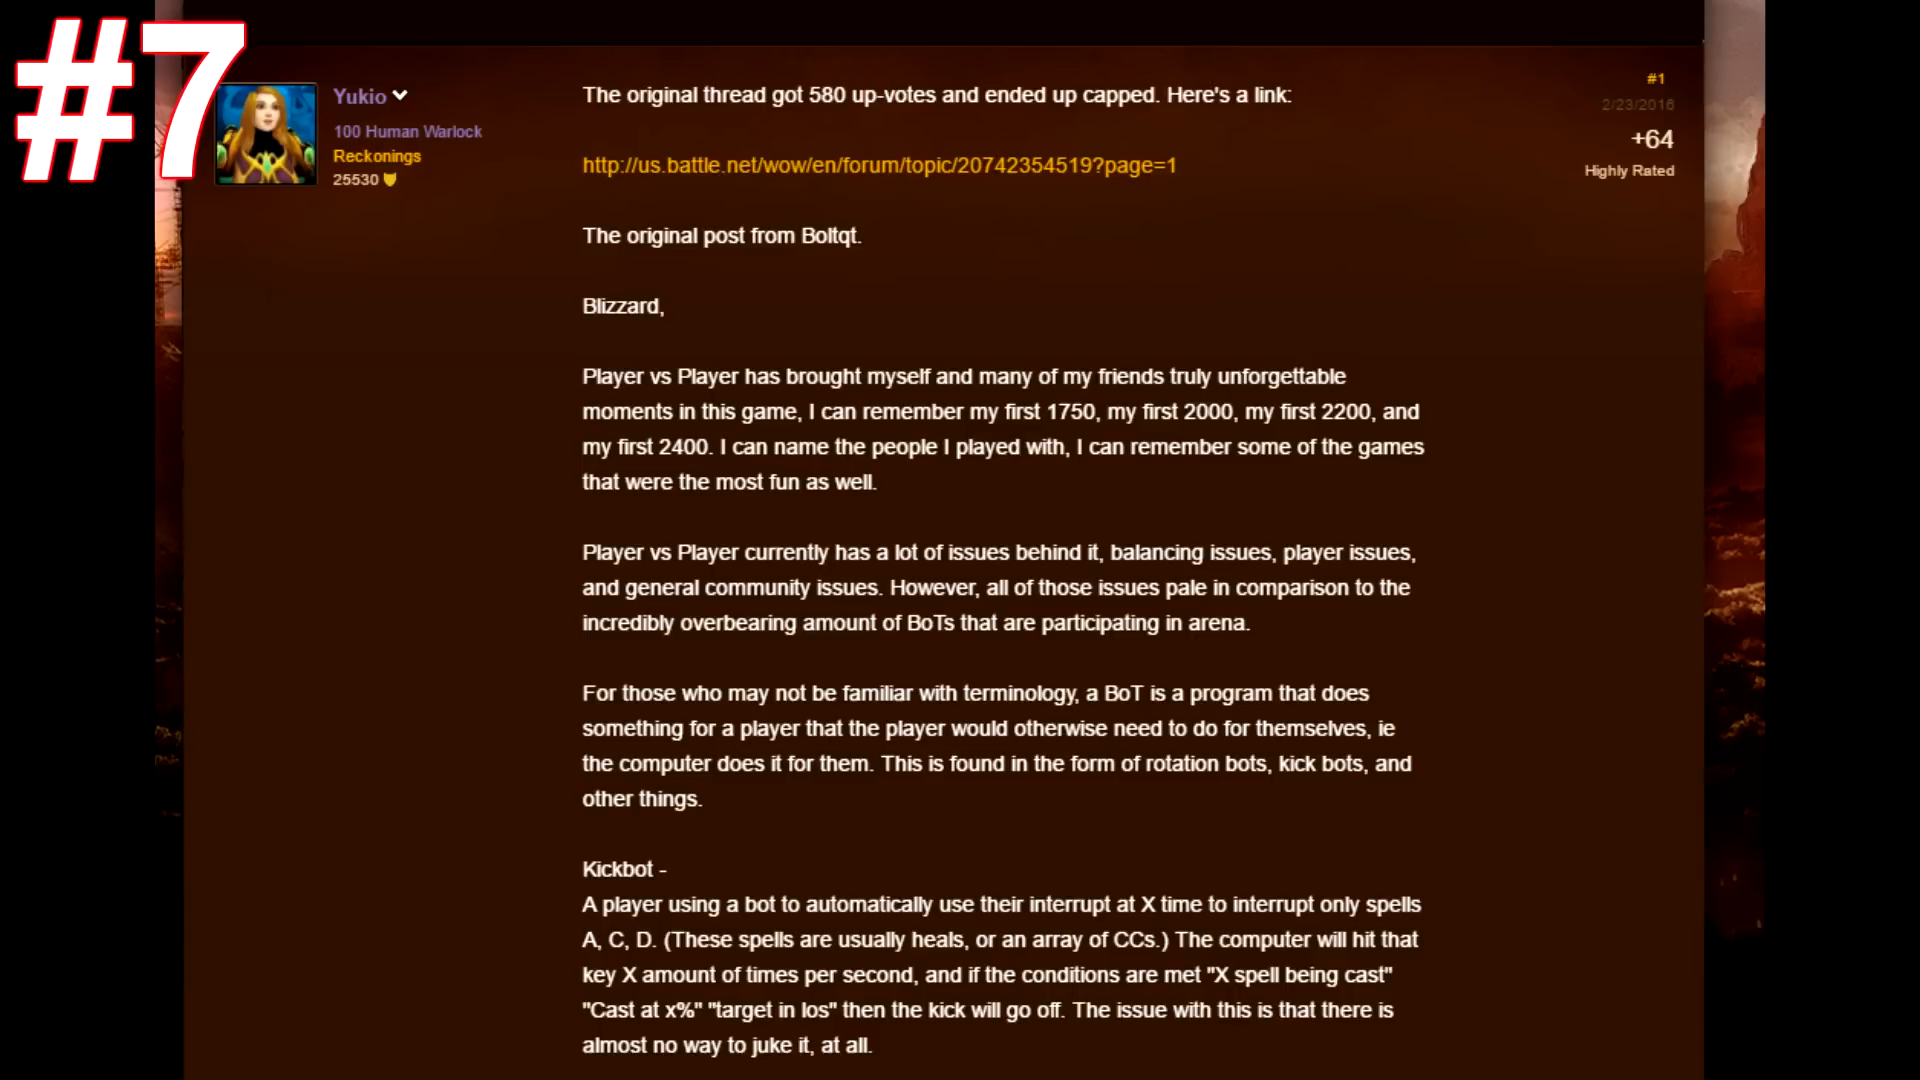 #7
Yukio
100 Human Warlock
Reckonings
25530
#1
2/23/2016
+64
Highly Rated
The original thread got 580 up-votes and ended up capped. Here's a link:
http://us.battle.net/wow/en/forum/topic/20742354519?page=1
The original post from Boltqt.
Blizzard,
Player vs Player has brought myself and many of my friends truly unforgettable
moments in this game, I can remember my first 1750, my first 2000, my first 2200, and
my first 2400. I can name the people I played with, I can remember some of the games
that were the most fun as well.
Player vs Player currently has a lot of issues behind it, balancing issues, player issues,
and general community issues. However, all of those issues pale in comparison to the
incredibly overbearing amount of BoTs that are participating in arena.
For those who may not be familiar with terminology, a BoT is a program that does
something for a player that the player would otherwise need to do for themselves, ie
the computer does it for them. This is found in the form of rotation bots, kick bots, and
other things.
Kickbot -
A player using a bot to automatically use their interrupt at X time to interrupt only spells
A, C, D. (These spells are usually heals, or an array of CCs.) The computer will hit that
key X amount of times per second, and if the conditions are met "X spell being cast"
"Cast at x%" "target in los" then the kick will go off. The issue with this is that there is
almost no way to juke it, at all.